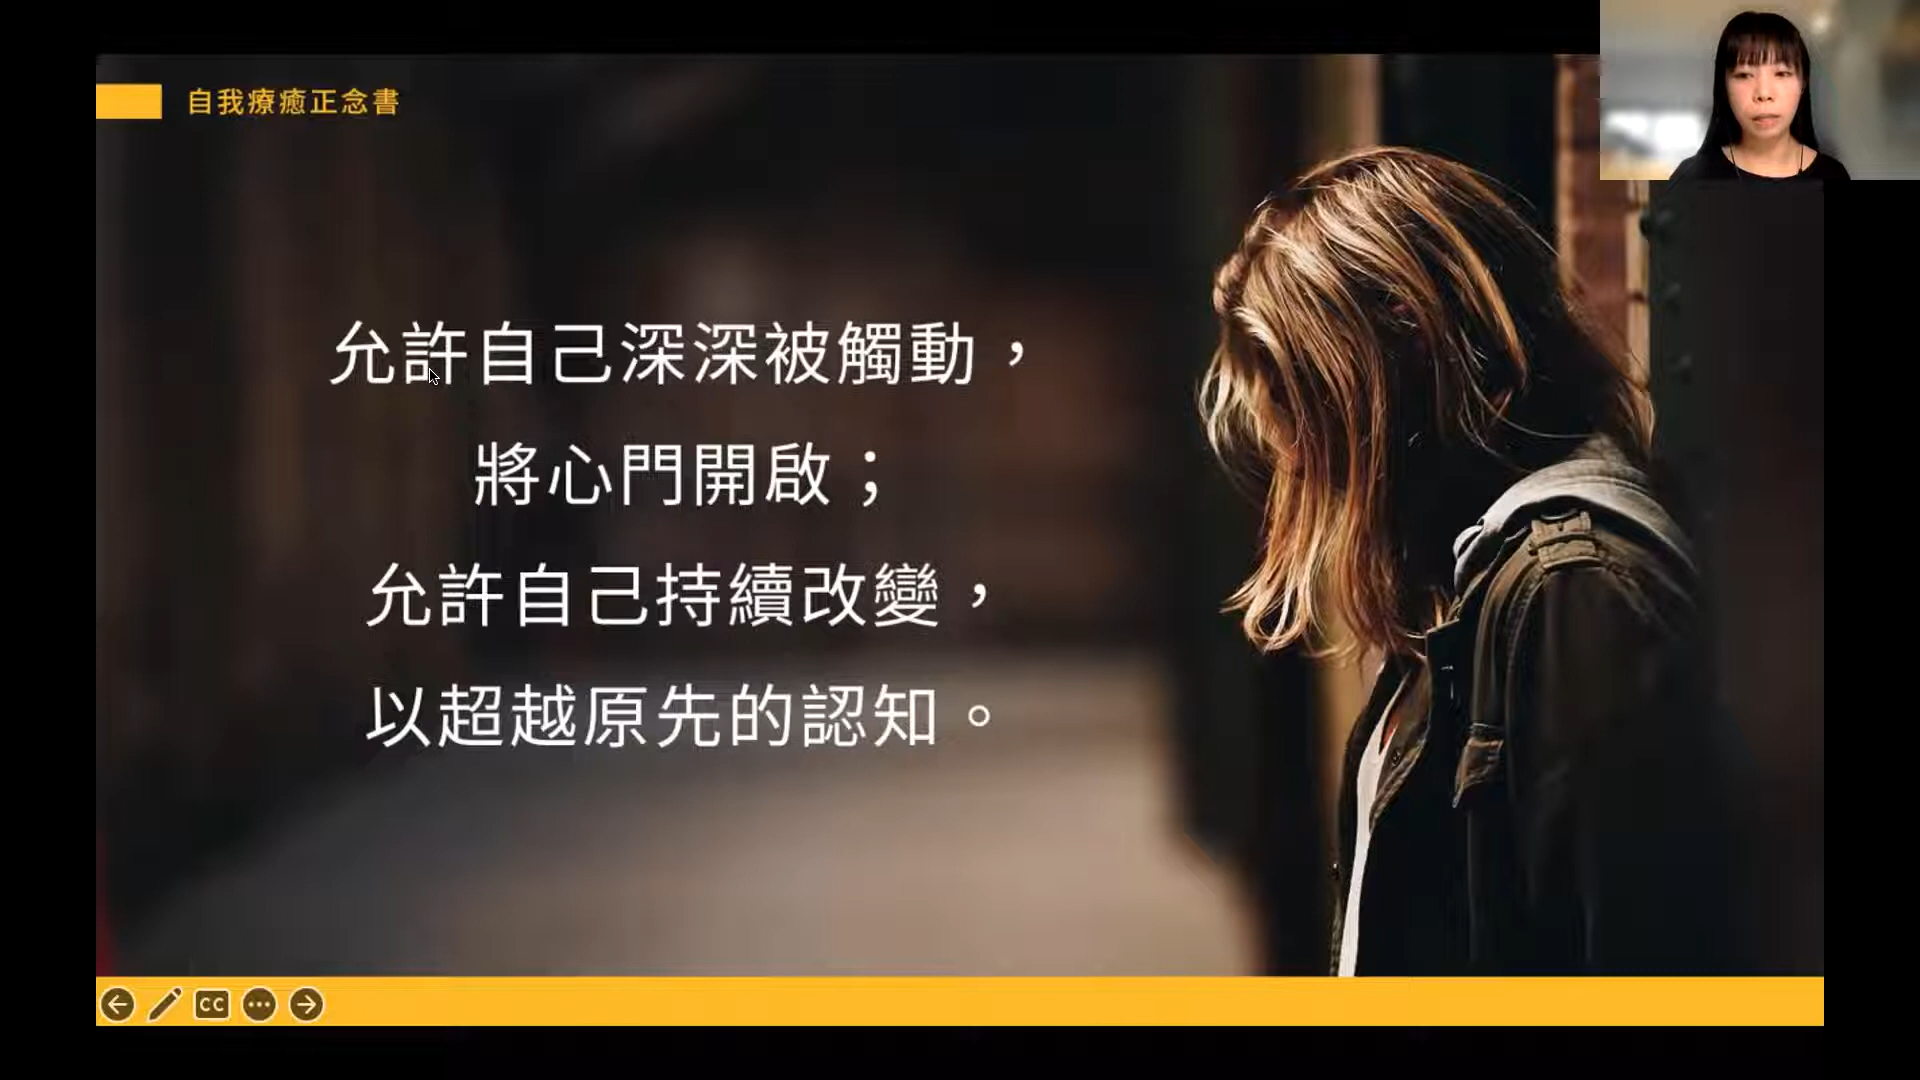 自我療癒正念書
允許自己深深被觸動，
將心門開啟；
允許自己持續改變，
以超越原先的認知。
CC